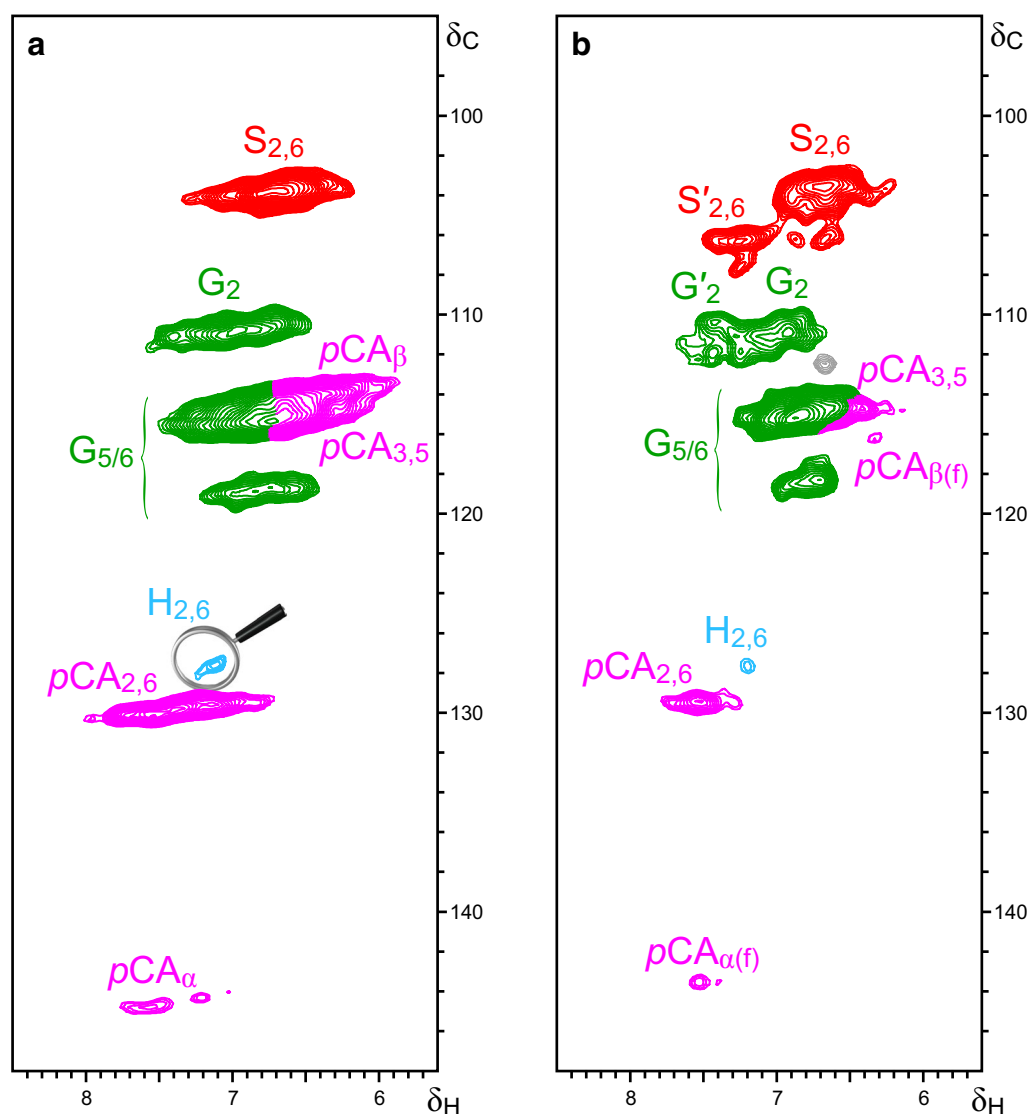 a
δC
100
S2,6
G2
110
pCAβ
G5/6
pCA3,5
120
H2,6
pCA2,6
130
140
pCAα
8 7 6
δH
b
δC
100
S2,6
S′2,6
G′2 G2
110
pCA3,5
G5/6
pCAβ(f)
120
H2,6
pCA2,6
130
140
pCAα(f)
8 7 6
δH